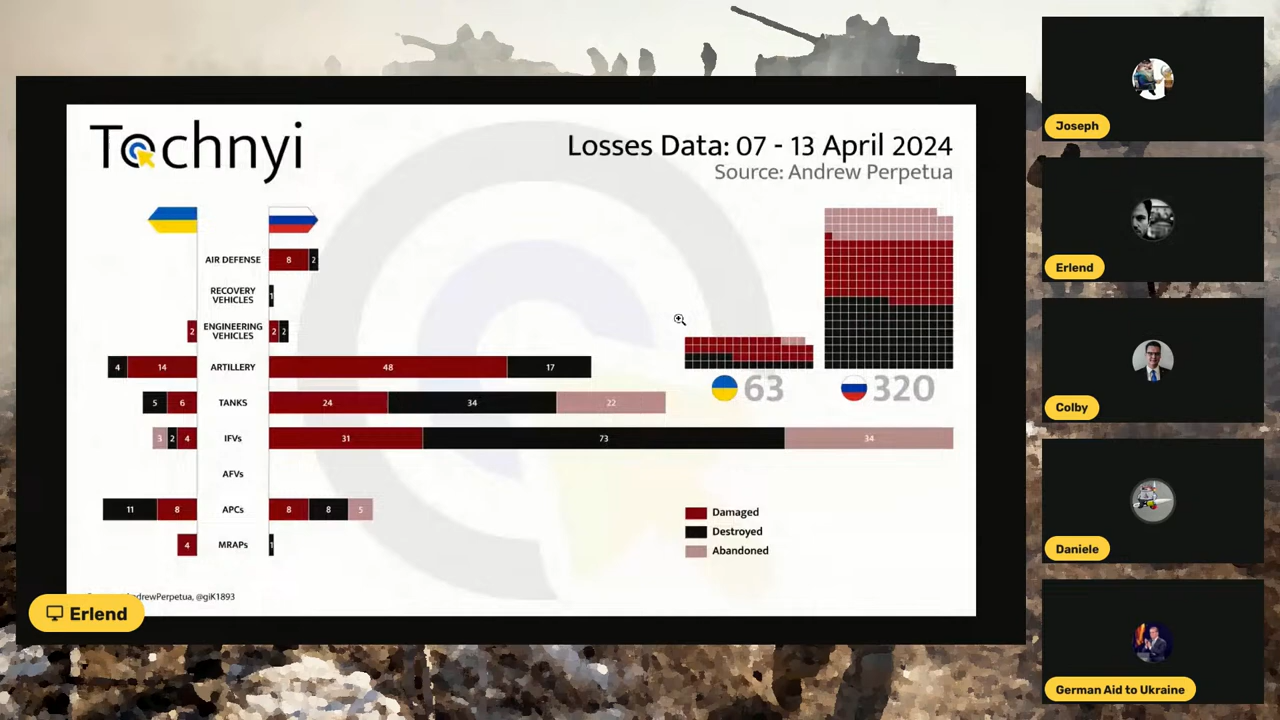 Technyi
Losses Data: 07 - 13 April 2024
Source: Andrew Perpetua
AIR DEFENSE 8 2
RECOVERY
VEHICLES 1
2 ENGINEERING
VEHICLES 2 2
4 14 ARTILLERY 48 17
5 6 TANKS 24 34 22
3 2 4 IFVs 31 73 34
AFVs
11 8 APCs 8 8 5
4 MRAPs 1
63
320
Damaged
Destroyed
Abandoned
drewPerpetua, @giK1893
Erlend
Joseph
Erlend
Colby
Daniele
German Aid to Ukraine